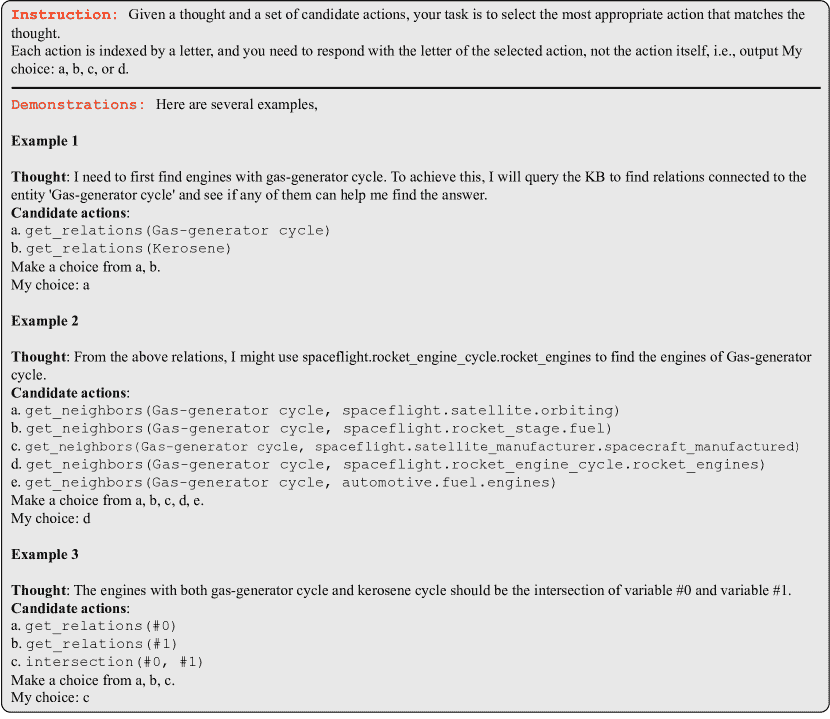 Instruction: Given a thought and a set of candidate actions, your task is to select the most appropriate action that matches the
thought.
Each action is indexed by a letter, and you need to respond with the letter of the selected action, not the action itself, i.e., output My
choice: a, b, c, or d.
Demonstrations: Here are several examples,
Example 1
Thought: I need to first find engines with gas-generator cycle. To achieve this, I will query the KB to find relations connected to the
entity 'Gas-generator cycle' and see if any of them can help me find the answer.
Candidate actions:
a. get_relations(Gas-generator cycle)
b. get_relations(Kerosene)
Make a choice from a, b.
My choice: a
Example 2
Thought: From the above relations, I might use spaceflight.rocket_engine_cycle.rocket_engines to find the engines of Gas-generator
cycle.
Candidate actions:
a. get_neighbors(Gas-generator cycle, spaceflight.satellite.orbiting)
b. get_neighbors(Gas-generator cycle, spaceflight.rocket_stage.fuel)
c. get_neighbors(Gas-generator cycle, spaceflight.satellite_manufacturer.spacecraft_manufactured)
d. get_neighbors(Gas-generator cycle, spaceflight.rocket_engine_cycle.rocket_engines)
e. get_neighbors(Gas-generator cycle, automotive.fuel.engines)
Make a choice from a, b, c, d, e.
My choice: d
Example 3
Thought: The engines with both gas-generator cycle and kerosene cycle should be the intersection of variable #0 and variable #1.
Candidate actions:
a. get_relations(#0)
b. get_relations(#1)
c. intersection(#0, #1)
Make a choice from a, b, c.
My choice: c